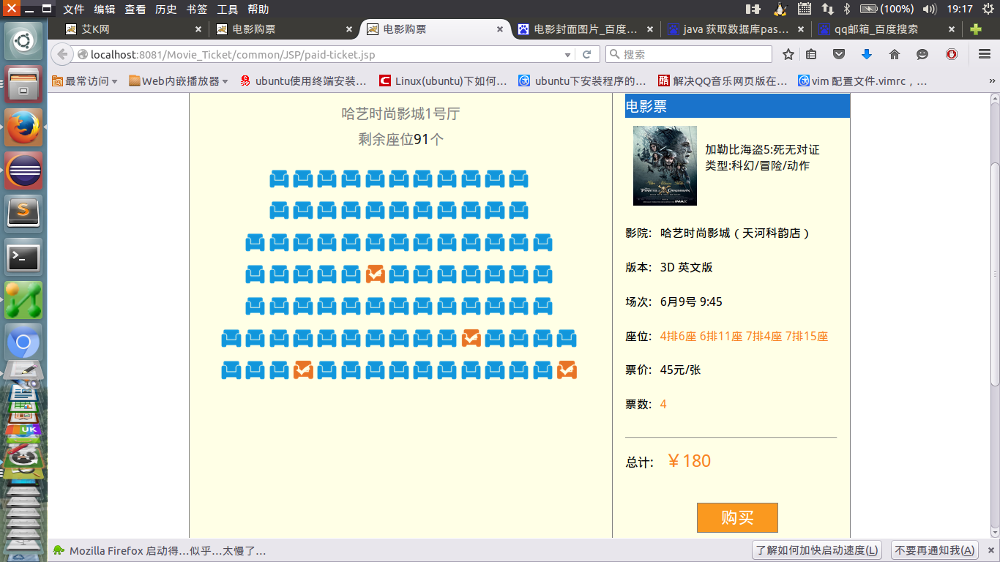 文件 编辑 查看 历史 书签 工具 帮助
(100%) 19:17
艾K网 电影购票 电影购票 电影封面图片_百度... java 获取数据库pas... qq邮箱_百度搜索
localhost:8081/Movie_Ticket/common/JSP/paid-ticket.jsp 搜索
最常访问 Web内嵌播放器 ubuntu使用终端安装... Linux(ubuntu)下如何... ubuntu下安装程序的... 解决QQ音乐网页版在... vim 配置文件.vimrc，...
哈艺时尚影城1号厅
剩余座位91个
电影票
加勒比海盗5:死无对证
类型:科幻/冒险/动作
影院: 哈艺时尚影城（天河科韵店）
版本: 3D 英文版
场次: 6月9号 9:45
座位: 4排6座 6排11座 7排4座 7排15座
票价: 45元/张
票数: 4
总计: ￥180
购买
Mozilla Firefox 启动得...似乎...太慢了...
了解如何加快启动速度(L) 不要再通知我(A)